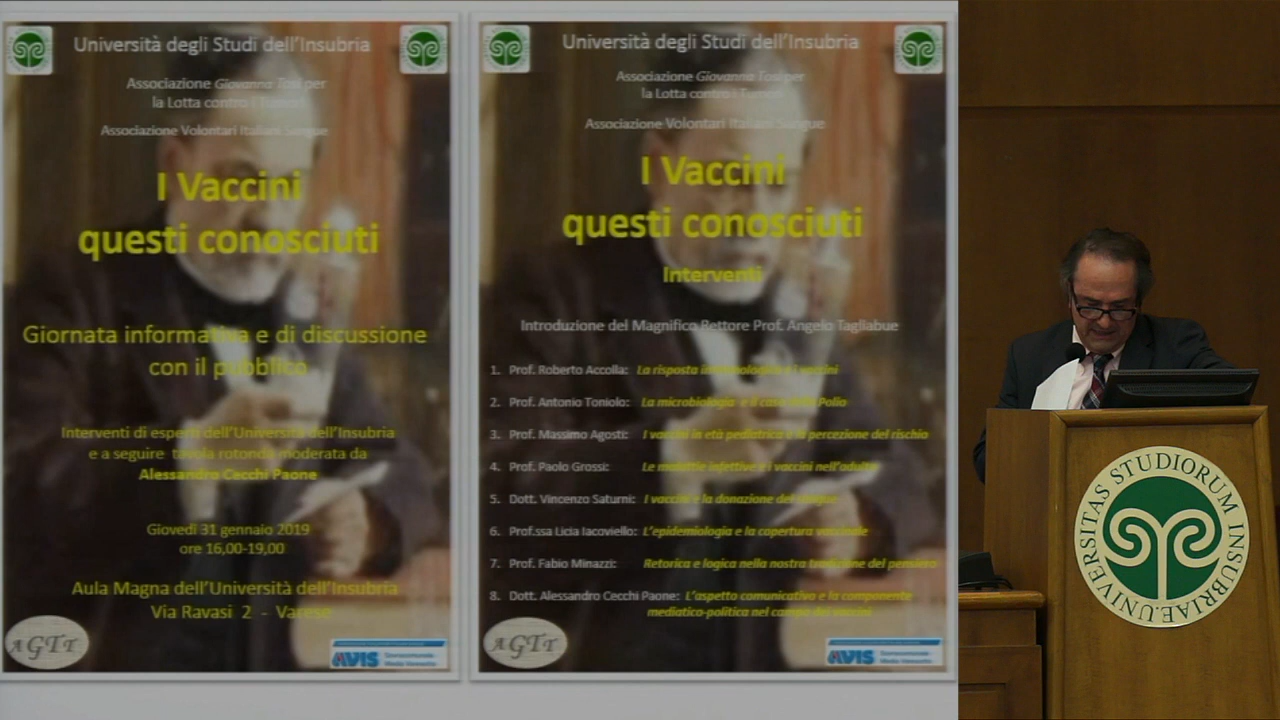 Università degli Studi dell'Insubria
Associazione Giovanna Tosi per
la Lotta contro i Tumori
Associazione Volontari Italiani Sangue
I Vaccini
questi conosciuti
Giornata informativa e di discussione
con il pubblico
Interventi di esperti dell'Università dell'Insubria
e a seguire tavola rotonda moderata da
Alessandro Cecchi Paone
Giovedì 31 gennaio 2019
ore 16,00-19,00
Aula Magna dell'Università dell'Insubria
Via Ravasi 2 - Varese
AGTT
AVIS
Università degli Studi dell'Insubria
Associazione Giovanna Tosi per
la Lotta contro i Tumori
Associazione Volontari Italiani Sangue
I Vaccini
questi conosciuti
Interventi
Introduzione del Magnifico Rettore Prof. Angelo Tagliabue
1. Prof. Roberto Accolla: La risposta immunologica e i vaccini
2. Prof. Antonio Toniolo: La microbiologia e il caso della Polio
3. Prof. Massimo Agosti: I vaccini in età pediatrica e la percezione del rischio
4. Prof. Paolo Grossi: Le malattie infettive e i vaccini nell'adulto
5. Dott. Vincenzo Saturni: I vaccini e la donazione del sangue
6. Prof.ssa Licia Iacoviello: L'epidemiologia e la copertura vaccinale
7. Prof. Fabio Minazzi: Retorica e logica nella nostra tradizione del pensiero
8. Dott. Alessandro Cecchi Paone: L'aspetto comunicativo e la componente
mediatico-politica nel campo dei vaccini
AGTT
AVIS
UNIVERSITAS STUDIORUM INSUBRIAE